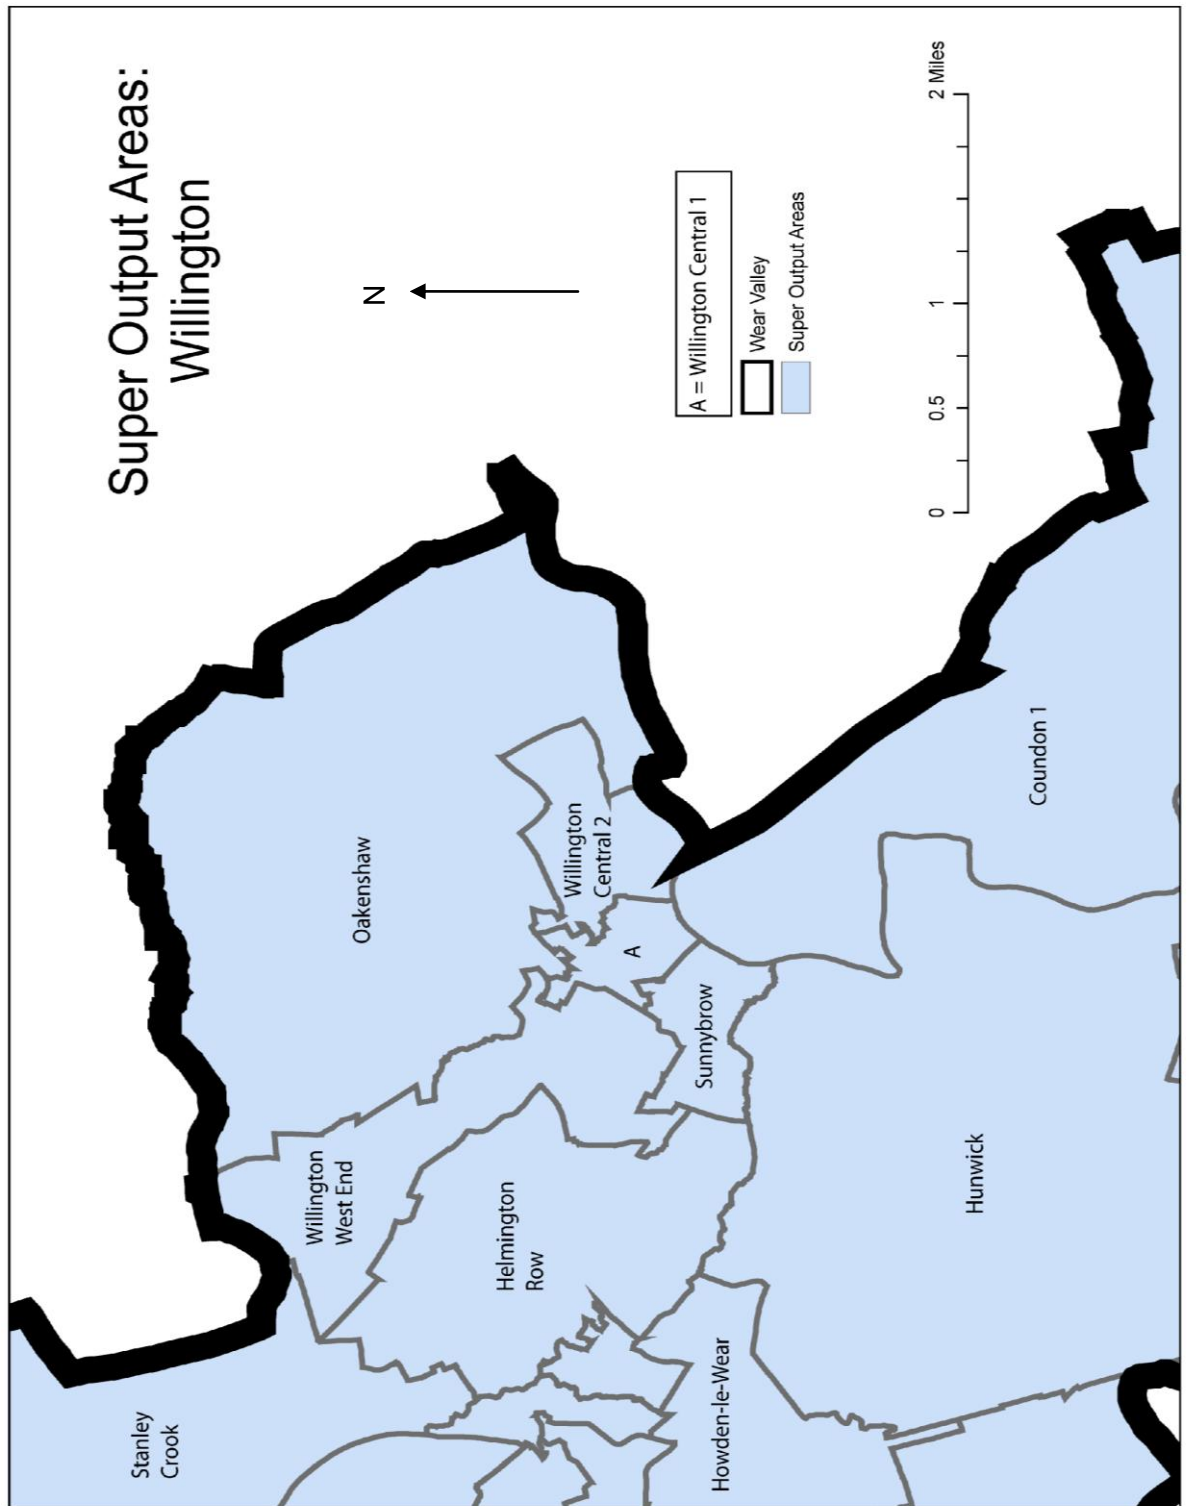 Super Output Areas:
Willington
N
A = Willington Central 1
Wear Valley
Super Output Areas
0
0.5
1
2 Miles
Stanley
Crook
Willington
West End
Oakenshaw
Helmington
Row
Willington
Central 2
A
Sunnybrow
Howden-le-Wear
Hunwick
Coundon 1